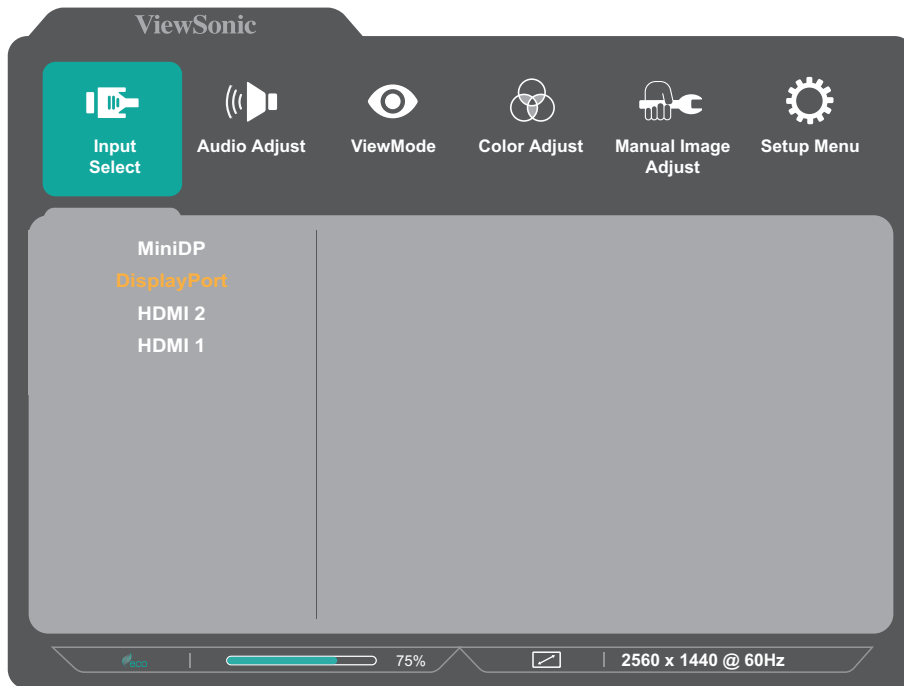 ViewSonic
Input
Select
Audio Adjust
ViewMode
Color Adjust
Manual Image
Adjust
Setup Menu
MiniDP
DisplayPort
HDMI 2
HDMI 1
eco
75%
2560 x 1440 @ 60Hz